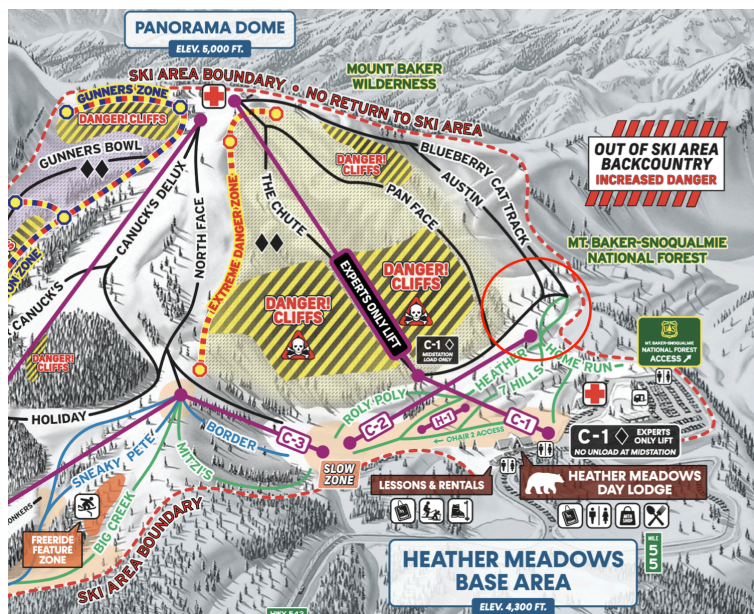 PANORAMA DOME
ELEV. 5,000 FT.
SKI AREA BOUNDARY • NO RETURN TO SKI AREA
MOUNT BAKER
WILDERNESS
GUNNERS ZONE
DANGER! CLIFFS
GUNNERS BOWL
CANUCK'S DELUX
NORTH FACE
EXTREME DANGER ZONE
THE CHUTE
DANGER!
CLIFFS
PAN FACE
AUSTIN
BLUEBERRY CAT TRACK
OUT OF SKI AREA
BACKCOUNTRY
INCREASED DANGER
MT. BAKER-SNOQUALMIE
NATIONAL FOREST
ON ZONE
CANUCK'S
DANGER!
CLIFFS
EXPERTS ONLY LIFT
DANGER!
CLIFFS
DANGER!
CLIFFS
C-1
MIDSTATION
LOAD ONLY
MT. BAKER-SNOQUALMIE
NATIONAL FOREST
ACCESS
HOLIDAY
BORDER
SNEAKY PETE
MITZI'S
C-3
ROLY-POLY
C-2
HEATHER
7 HILLS
HOME RUN
H-1
C-1
CHAIR 2 ACCESS
C-1 EXPERTS
ONLY LIFT
NO UNLOAD AT MIDSTATION
SLOW
ZONE
LESSONS & RENTALS
HEATHER MEADOWS
DAY LODGE
ONKERS
BIG CREEK
FREERIDE
FEATURE
ZONE
SKI AREA BOUNDARY
HEATHER MEADOWS
BASE AREA
ELEV. 4,300 FT.
MILE
55
HWY 542